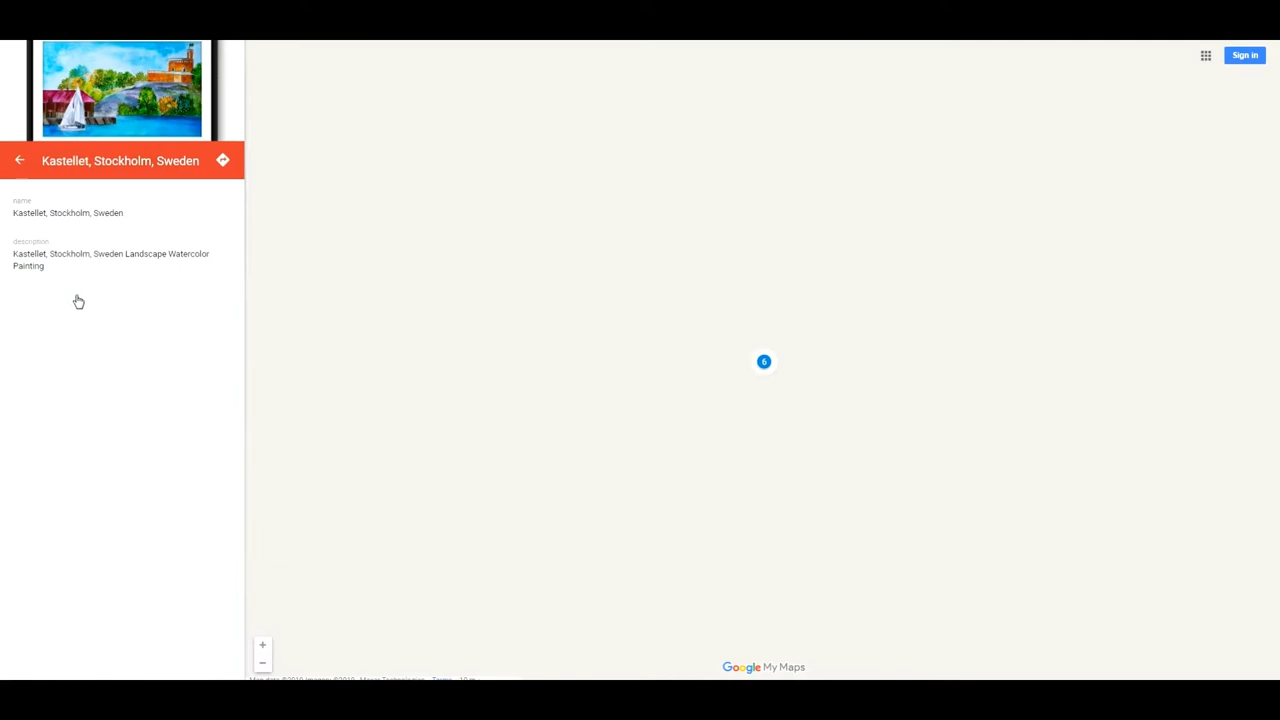 Sign in
Kastellet, Stockholm, Sweden
name
Kastellet, Stockholm, Sweden
description
Kastellet, Stockholm, Sweden Landscape Watercolor
Painting
6
+
−
Google My Maps